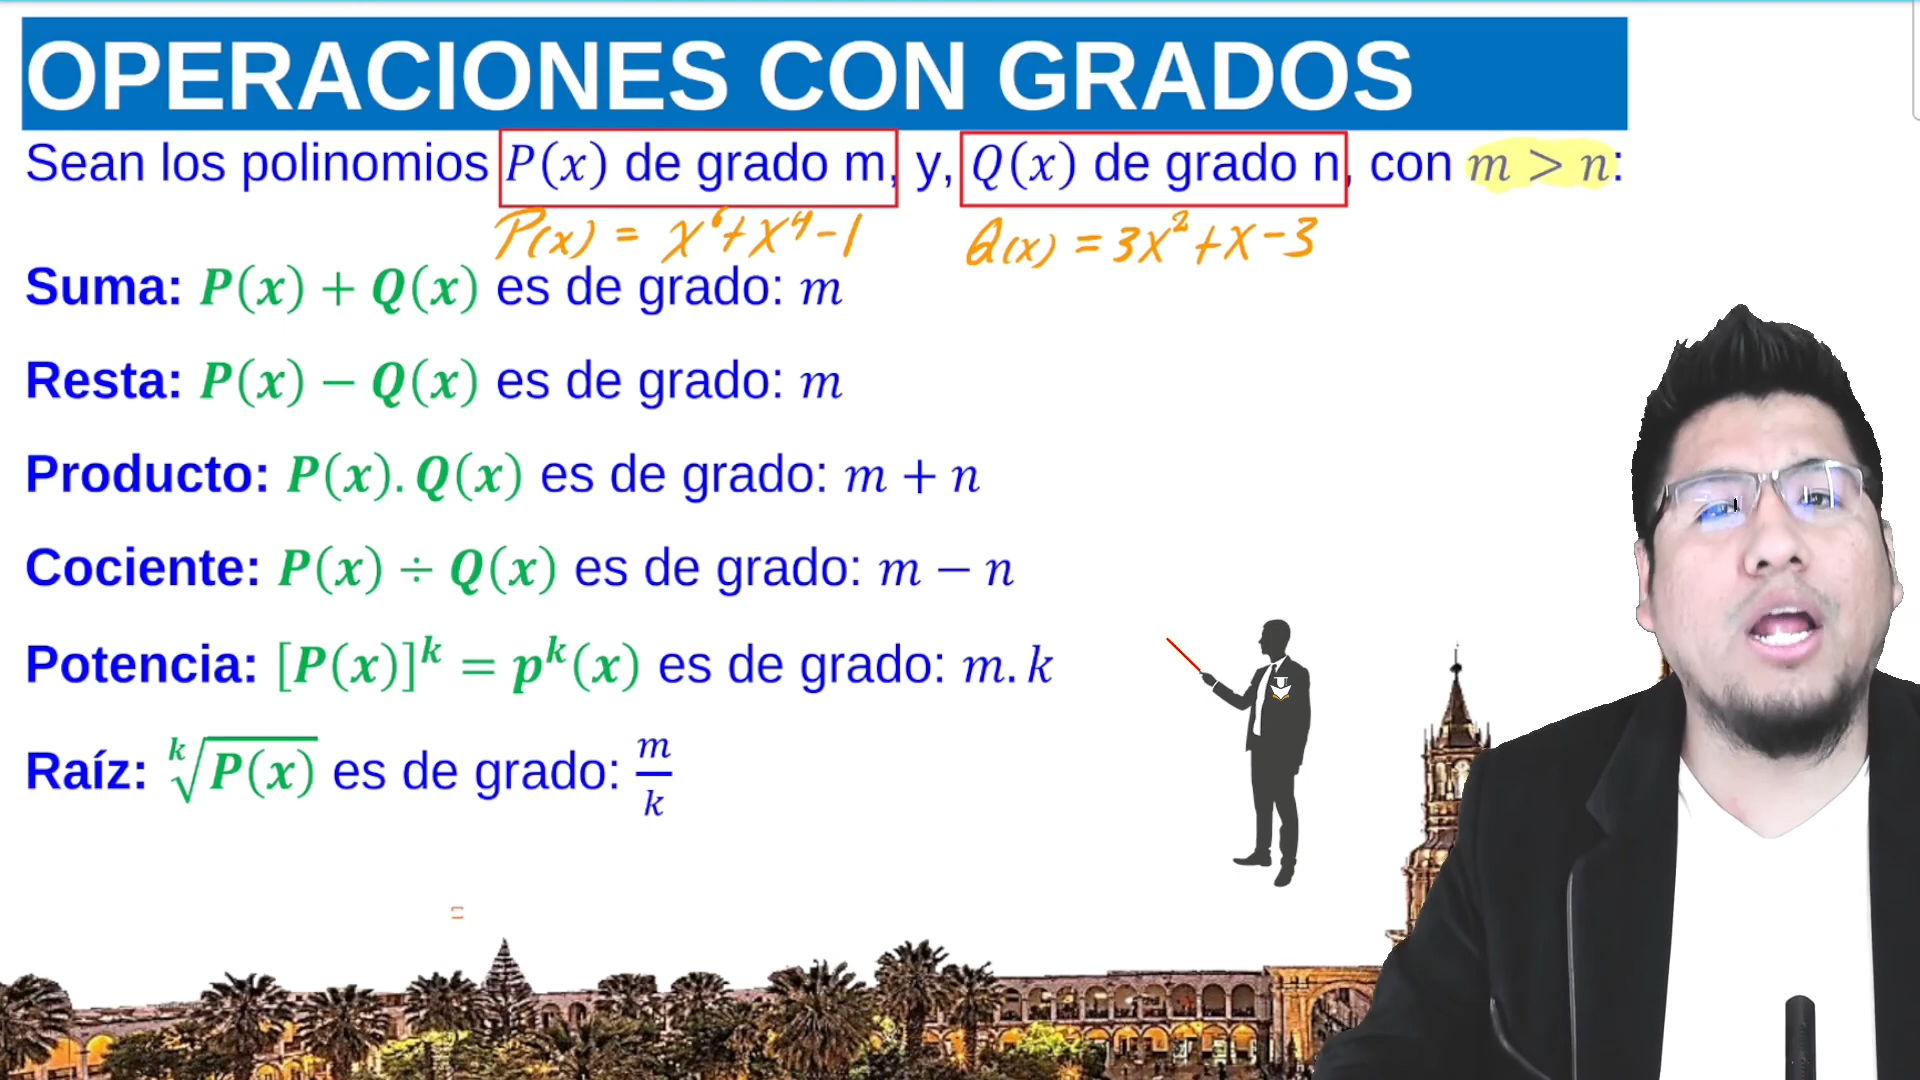 OPERACIONES CON GRADOS
Sean los polinomios P(x) de grado m, y, Q(x) de grado n, con m > n:
P(x) = x⁶+x⁴-1 Q(x) = 3x²+x-3
Suma: P(x) + Q(x) es de grado: m
Resta: P(x) − Q(x) es de grado: m
Producto: P(x). Q(x) es de grado: m + n
Cociente: P(x) ÷ Q(x) es de grado: m − n
Potencia: [P(x)]ᵏ = pᵏ(x) es de grado: m. k
Raíz: ᵏ√P(x) es de grado: m/k